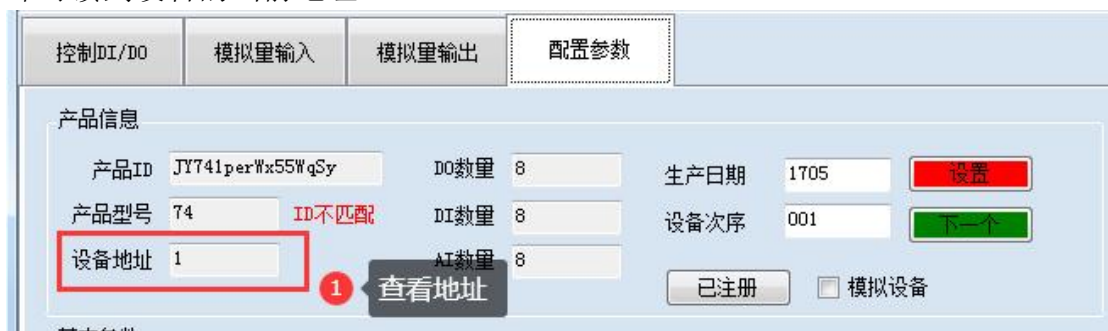 控制DI/DO 模拟量输入 模拟量输出 配置参数
产品信息
产品ID JY741perWx55WqSy DO数量 8 生产日期 1705 设置
产品型号 74 ID不匹配 DI数量 8 设备次序 001 下一个
设备地址 1 AI数量 8
1 查看地址 已注册 模拟设备